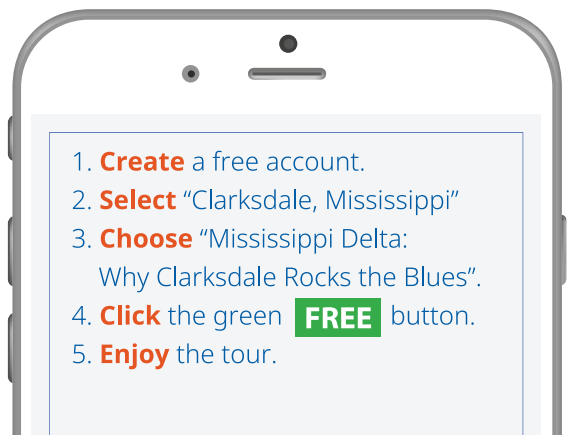 1. Create a free account.
2. Select “Clarksdale, Mississippi”
3. Choose “Mississippi Delta:
Why Clarksdale Rocks the Blues”.
4. Click the green FREE button.
5. Enjoy the tour.